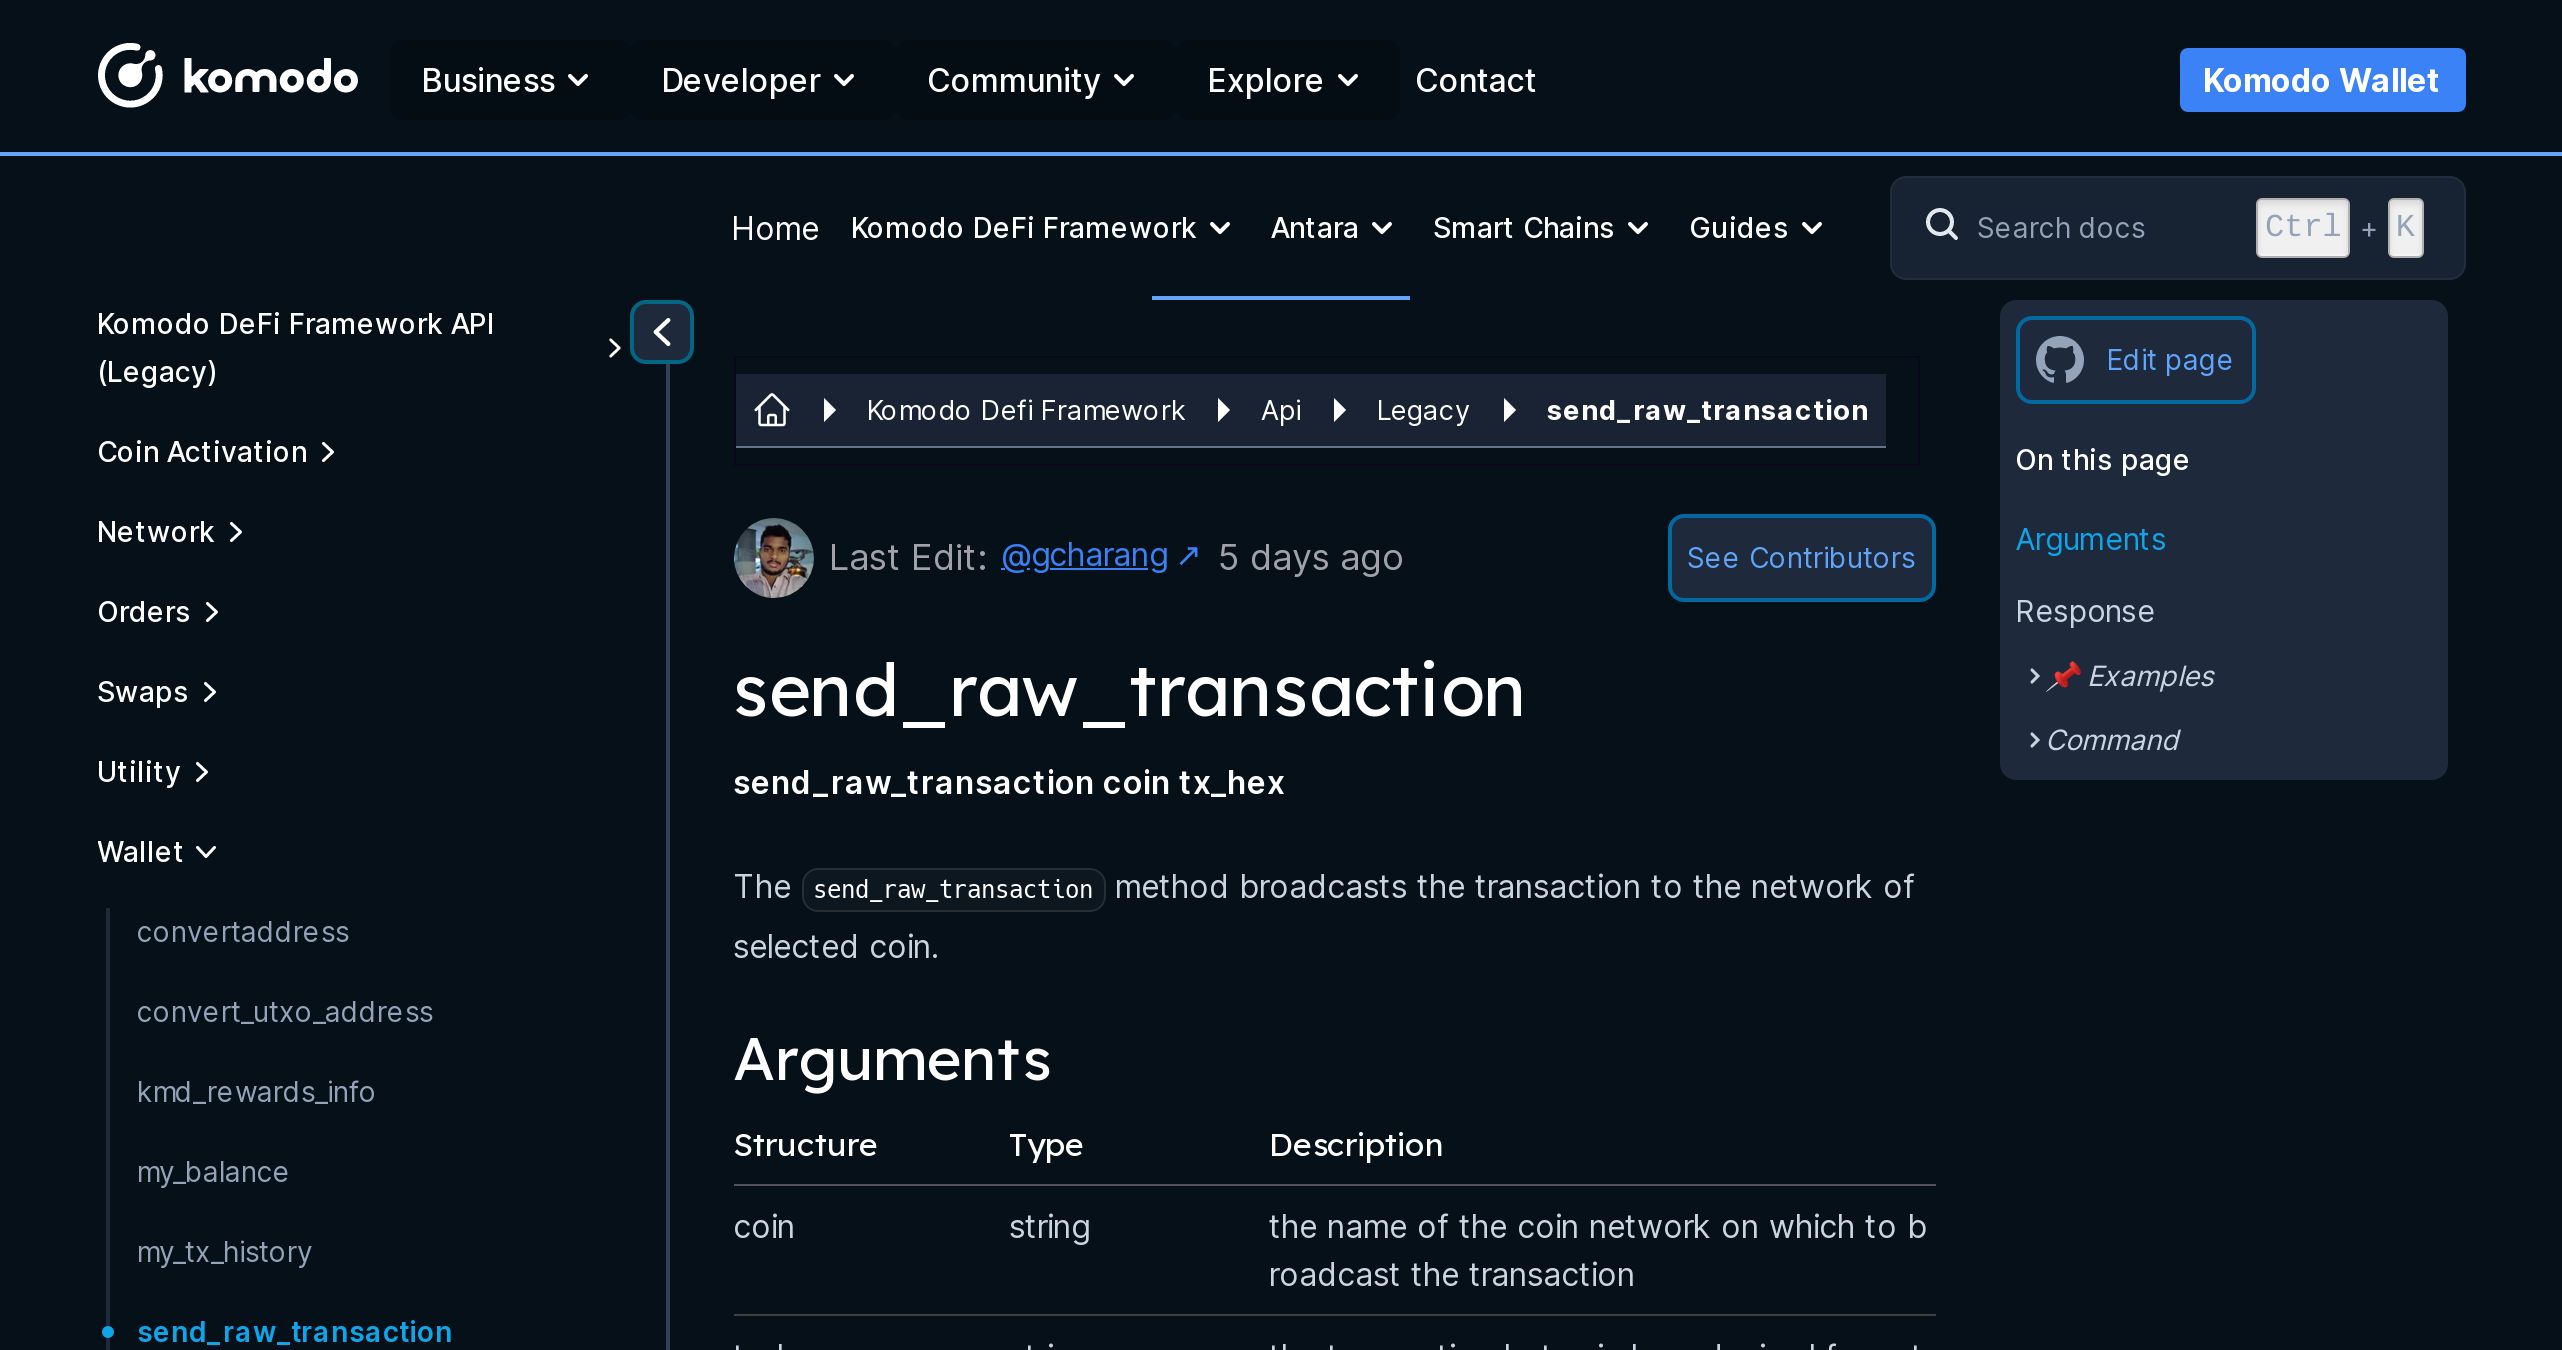 komodo Business Developer Community Explore Contact Komodo Wallet
Home Komodo DeFi Framework Antara Smart Chains Guides Search docs Ctrl + K
Komodo DeFi Framework API
(Legacy)
Coin Activation
Network
Orders
Swaps
Utility
Wallet
convertaddress
convert_utxo_address
kmd_rewards_info
my_balance
my_tx_history
send_raw_transaction
Komodo Defi Framework Api Legacy send_raw_transaction
Last Edit: @gcharang ↗ 5 days ago See Contributors
send_raw_transaction
send_raw_transaction coin tx_hex
The send_raw_transaction method broadcasts the transaction to the network of
selected coin.
Arguments
Structure Type Description
coin string the name of the coin network on which to b
roadcast the transaction
Edit page
On this page
Arguments
Response
📌 Examples
Command